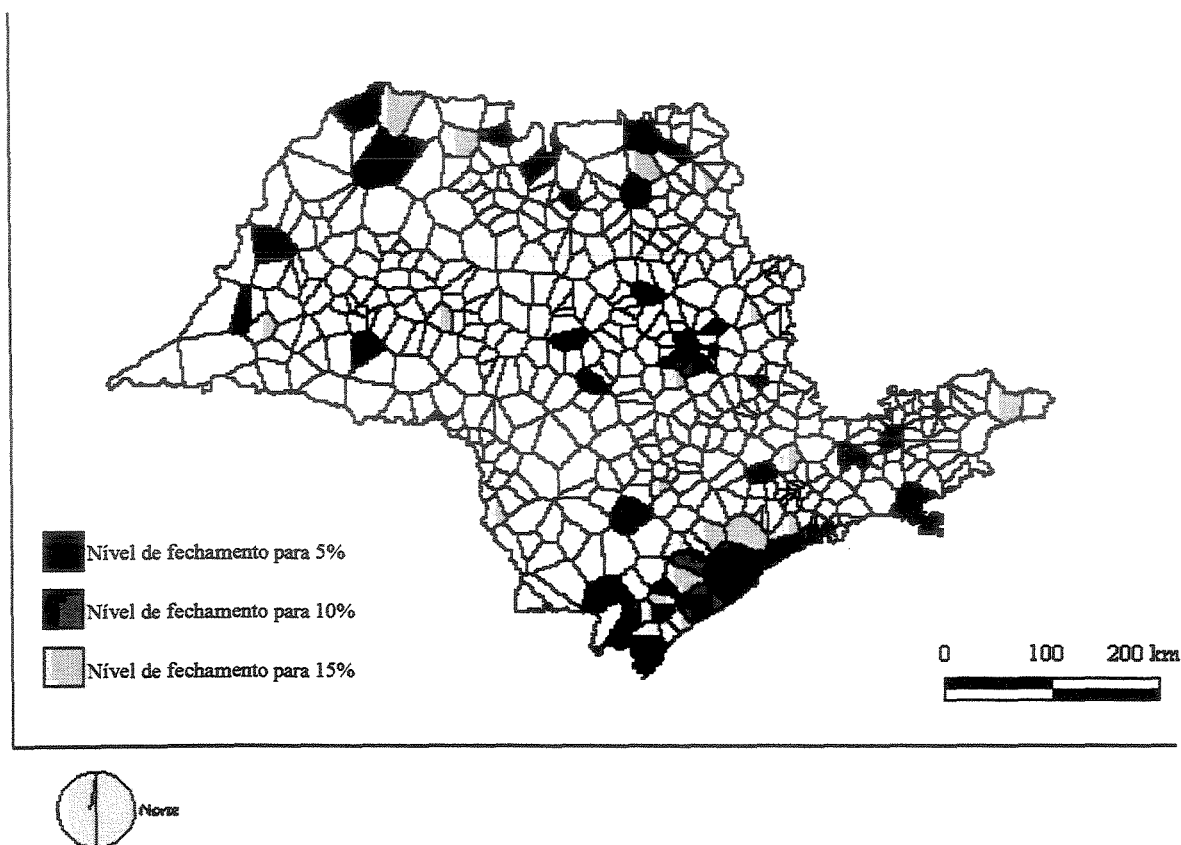 Nível de fechamento para 5%
Nível de fechamento para 10%
Nível de fechamento para 15%
0 100 200 km
Norte